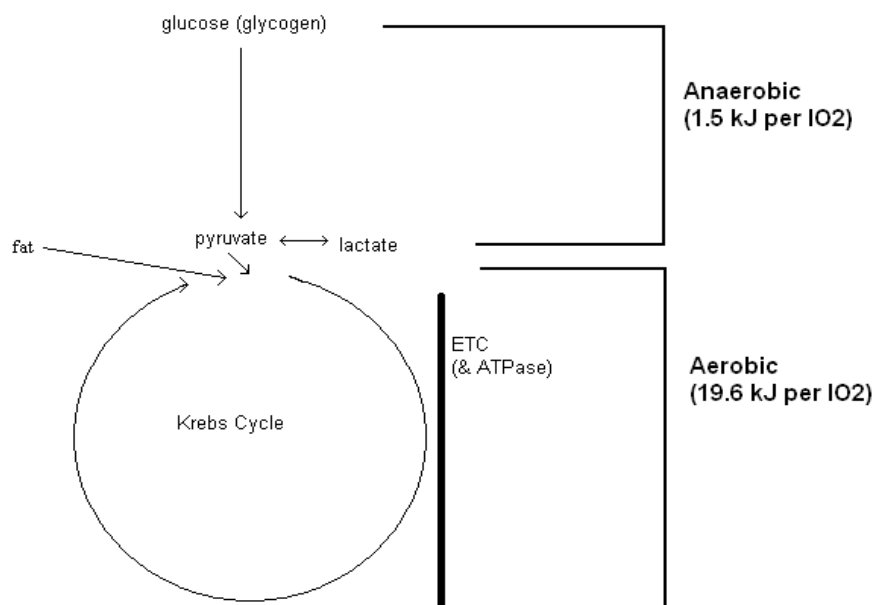 glucose (glycogen)
Anaerobic
(1.5 kJ per lO2)
pyruvate
lactate
fat
ETC
(& ATPase)
Aerobic
(19.6 kJ per lO2)
Krebs Cycle